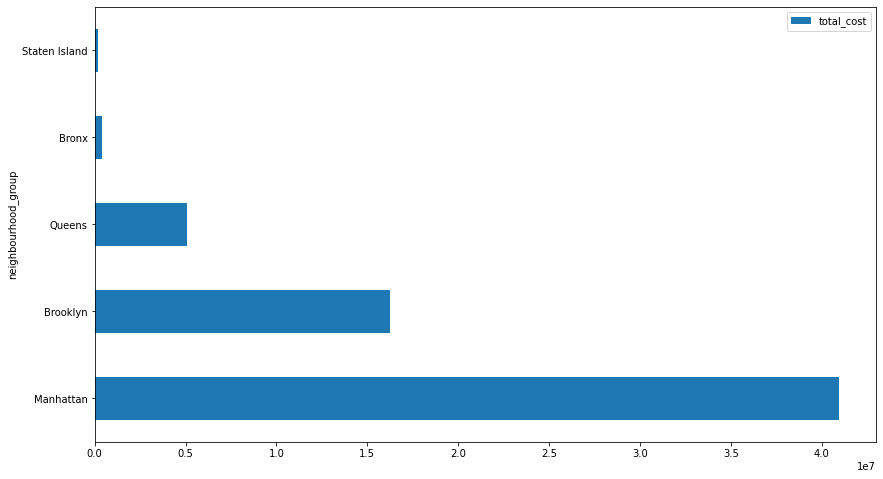 total_cost
Staten Island
Bronx
Queens
Brooklyn
Manhattan
neighbourhood_group
0.0 0.5 1.0 1.5 2.0 2.5 3.0 3.5 4.0
1e7